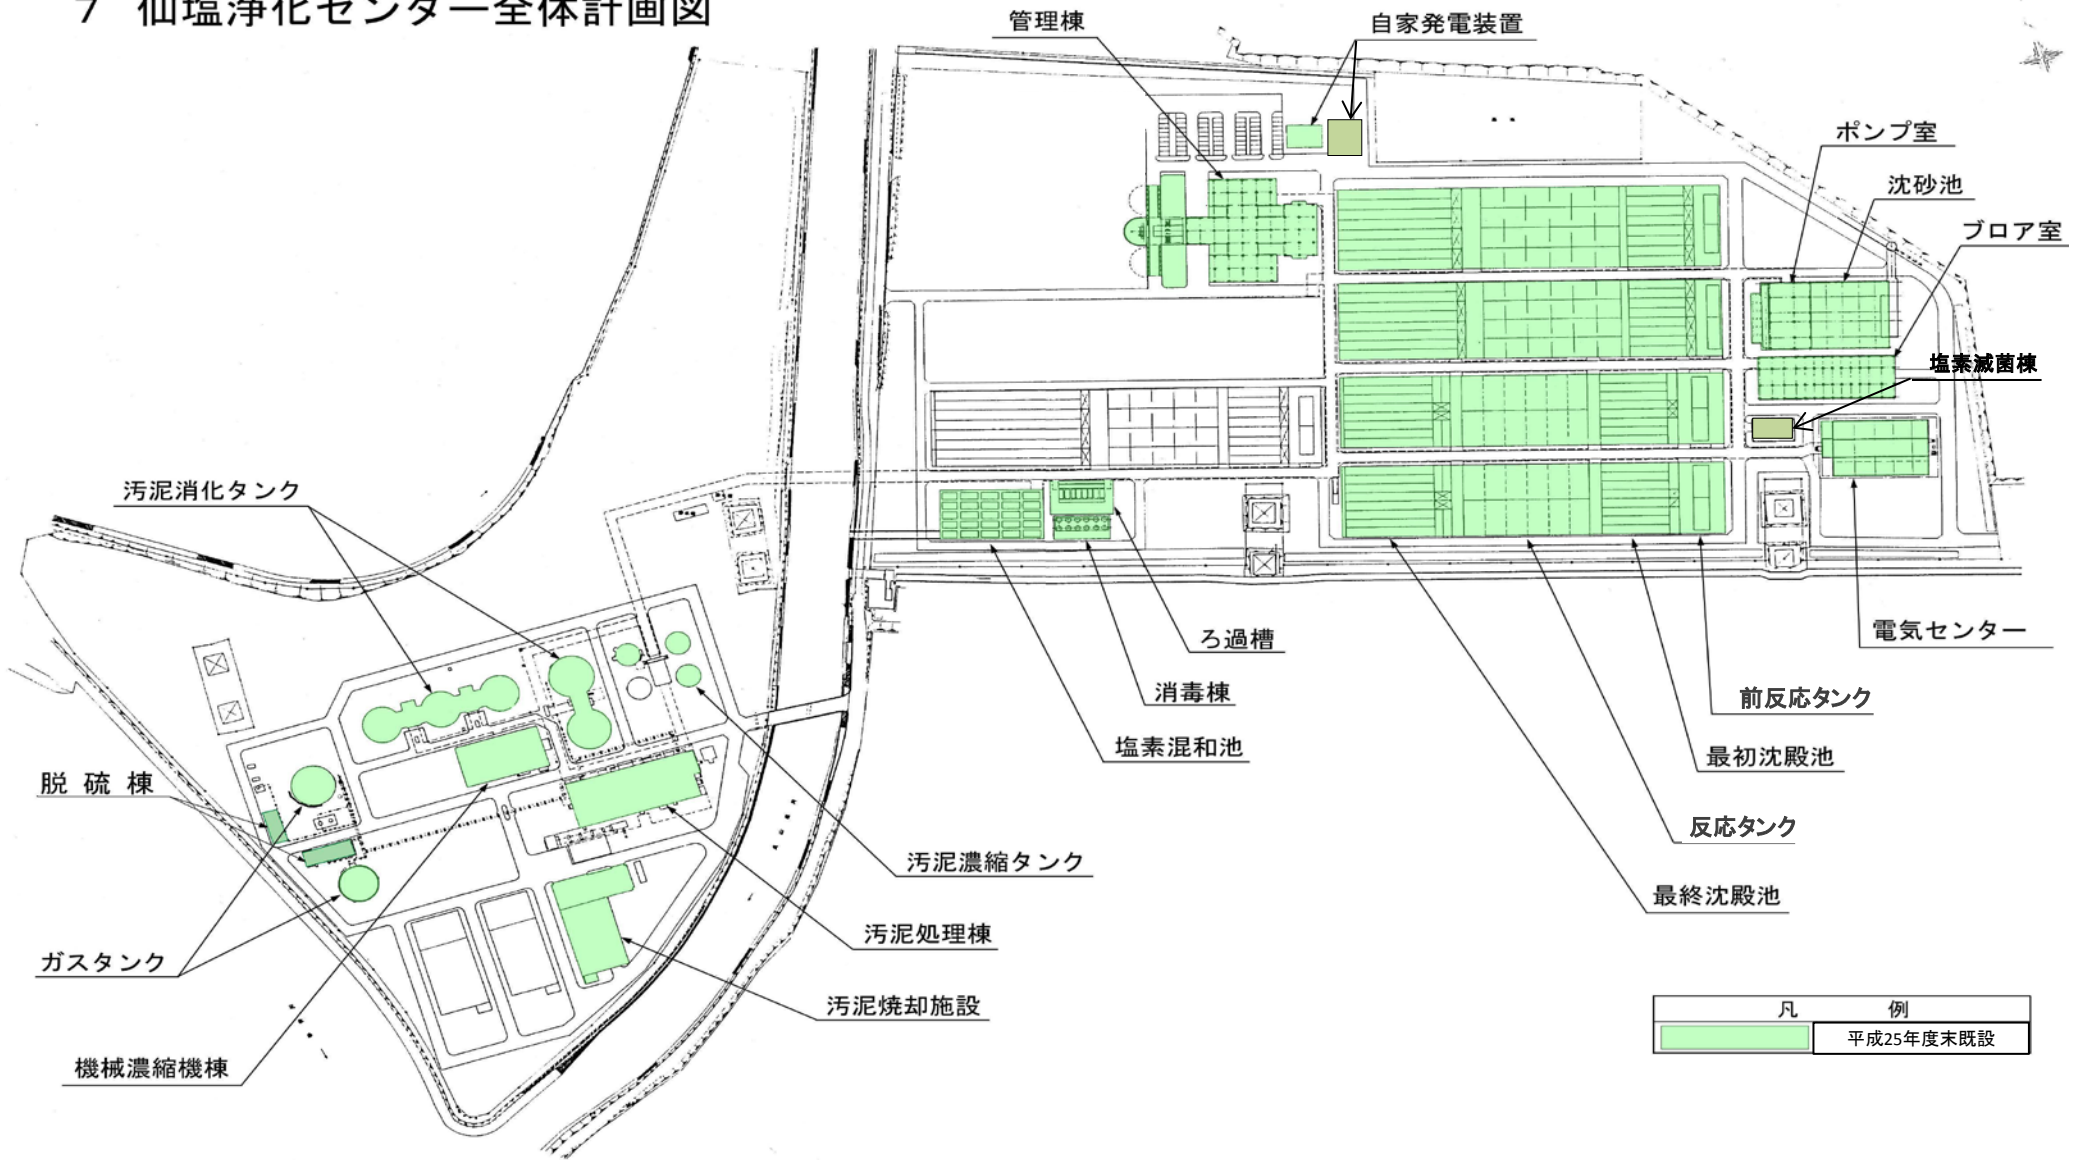 7 仙塩浄化センター全体計画図
管理棟
自家発電装置
ポンプ室
沈砂池
ブロア室
塩素滅菌棟
汚泥消化タンク
電気センター
ろ過槽
消毒棟
塩素混和池
前反応タンク
最初沈殿池
反応タンク
最終沈殿池
脱硫棟
汚泥濃縮タンク
汚泥処理棟
ガスタンク
汚泥焼却施設
機械濃縮機棟
凡例
平成25年度末既設